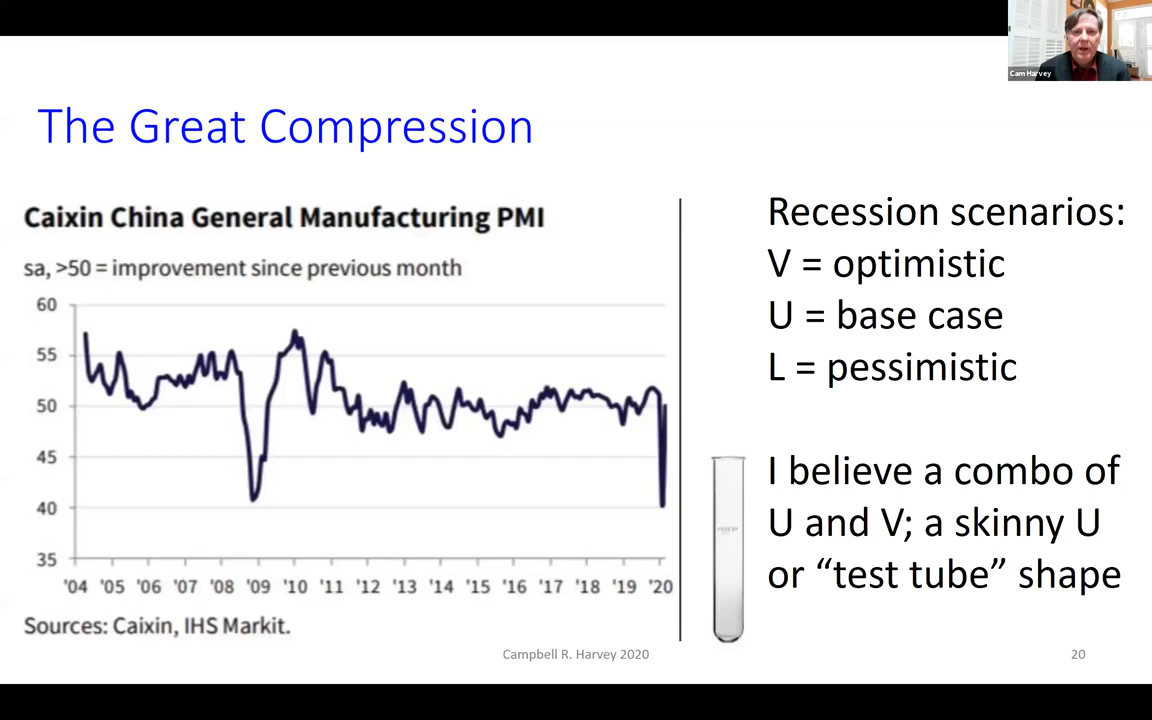 Cam Harvey
The Great Compression
Caixin China General Manufacturing PMI
sa, >50 = improvement since previous month
60
55
50
45
40
35
'04 '05 '06 '07 '08 '09 '10 '11 '12 '13 '14 '15 '16 '17 '18 '19 '20
Sources: Caixin, IHS Markit.
Recession scenarios:
V = optimistic
U = base case
L = pessimistic
I believe a combo of
U and V; a skinny U
or “test tube” shape
Campbell R. Harvey 2020
20